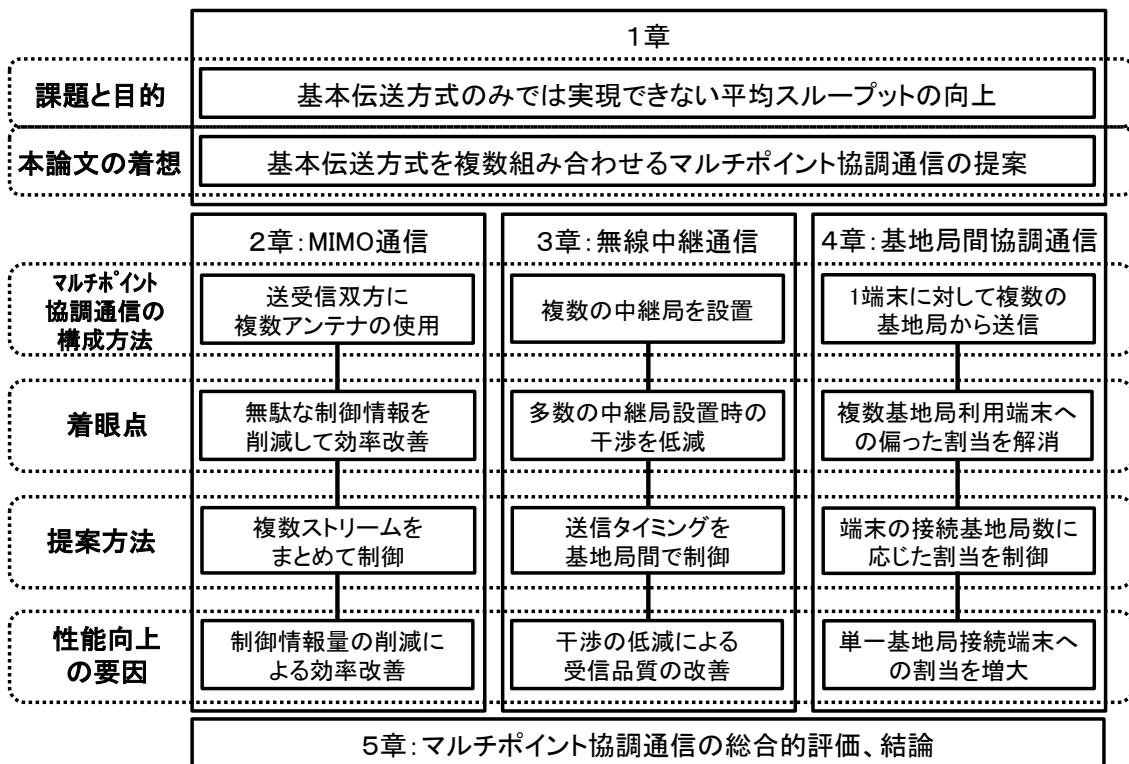 1章
課題と目的
基本伝送方式のみでは実現できない平均スループットの向上
本論文の着想
基本伝送方式を複数組み合わせるマルチポイント協調通信の提案
2章:MIMO通信
3章:無線中継通信
4章:基地局間協調通信
マルチポイント
協調通信の
構成方法
送受信双方に
複数アンテナの使用
複数の中継局を設置
1端末に対して複数の
基地局から送信
着眼点
無駄な制御情報を
削減して効率改善
多数の中継局設置時の
干渉を低減
複数基地局利用端末へ
の偏った割当を解消
提案方法
複数ストリームを
まとめて制御
送信タイミングを
基地局間で制御
端末の接続基地局数に
応じた割当を制御
性能向上
の要因
制御情報量の削減に
よる効率改善
干渉の低減による
受信品質の改善
単一基地局接続端末へ
の割当を増大
5章:マルチポイント協調通信の総合的評価、結論